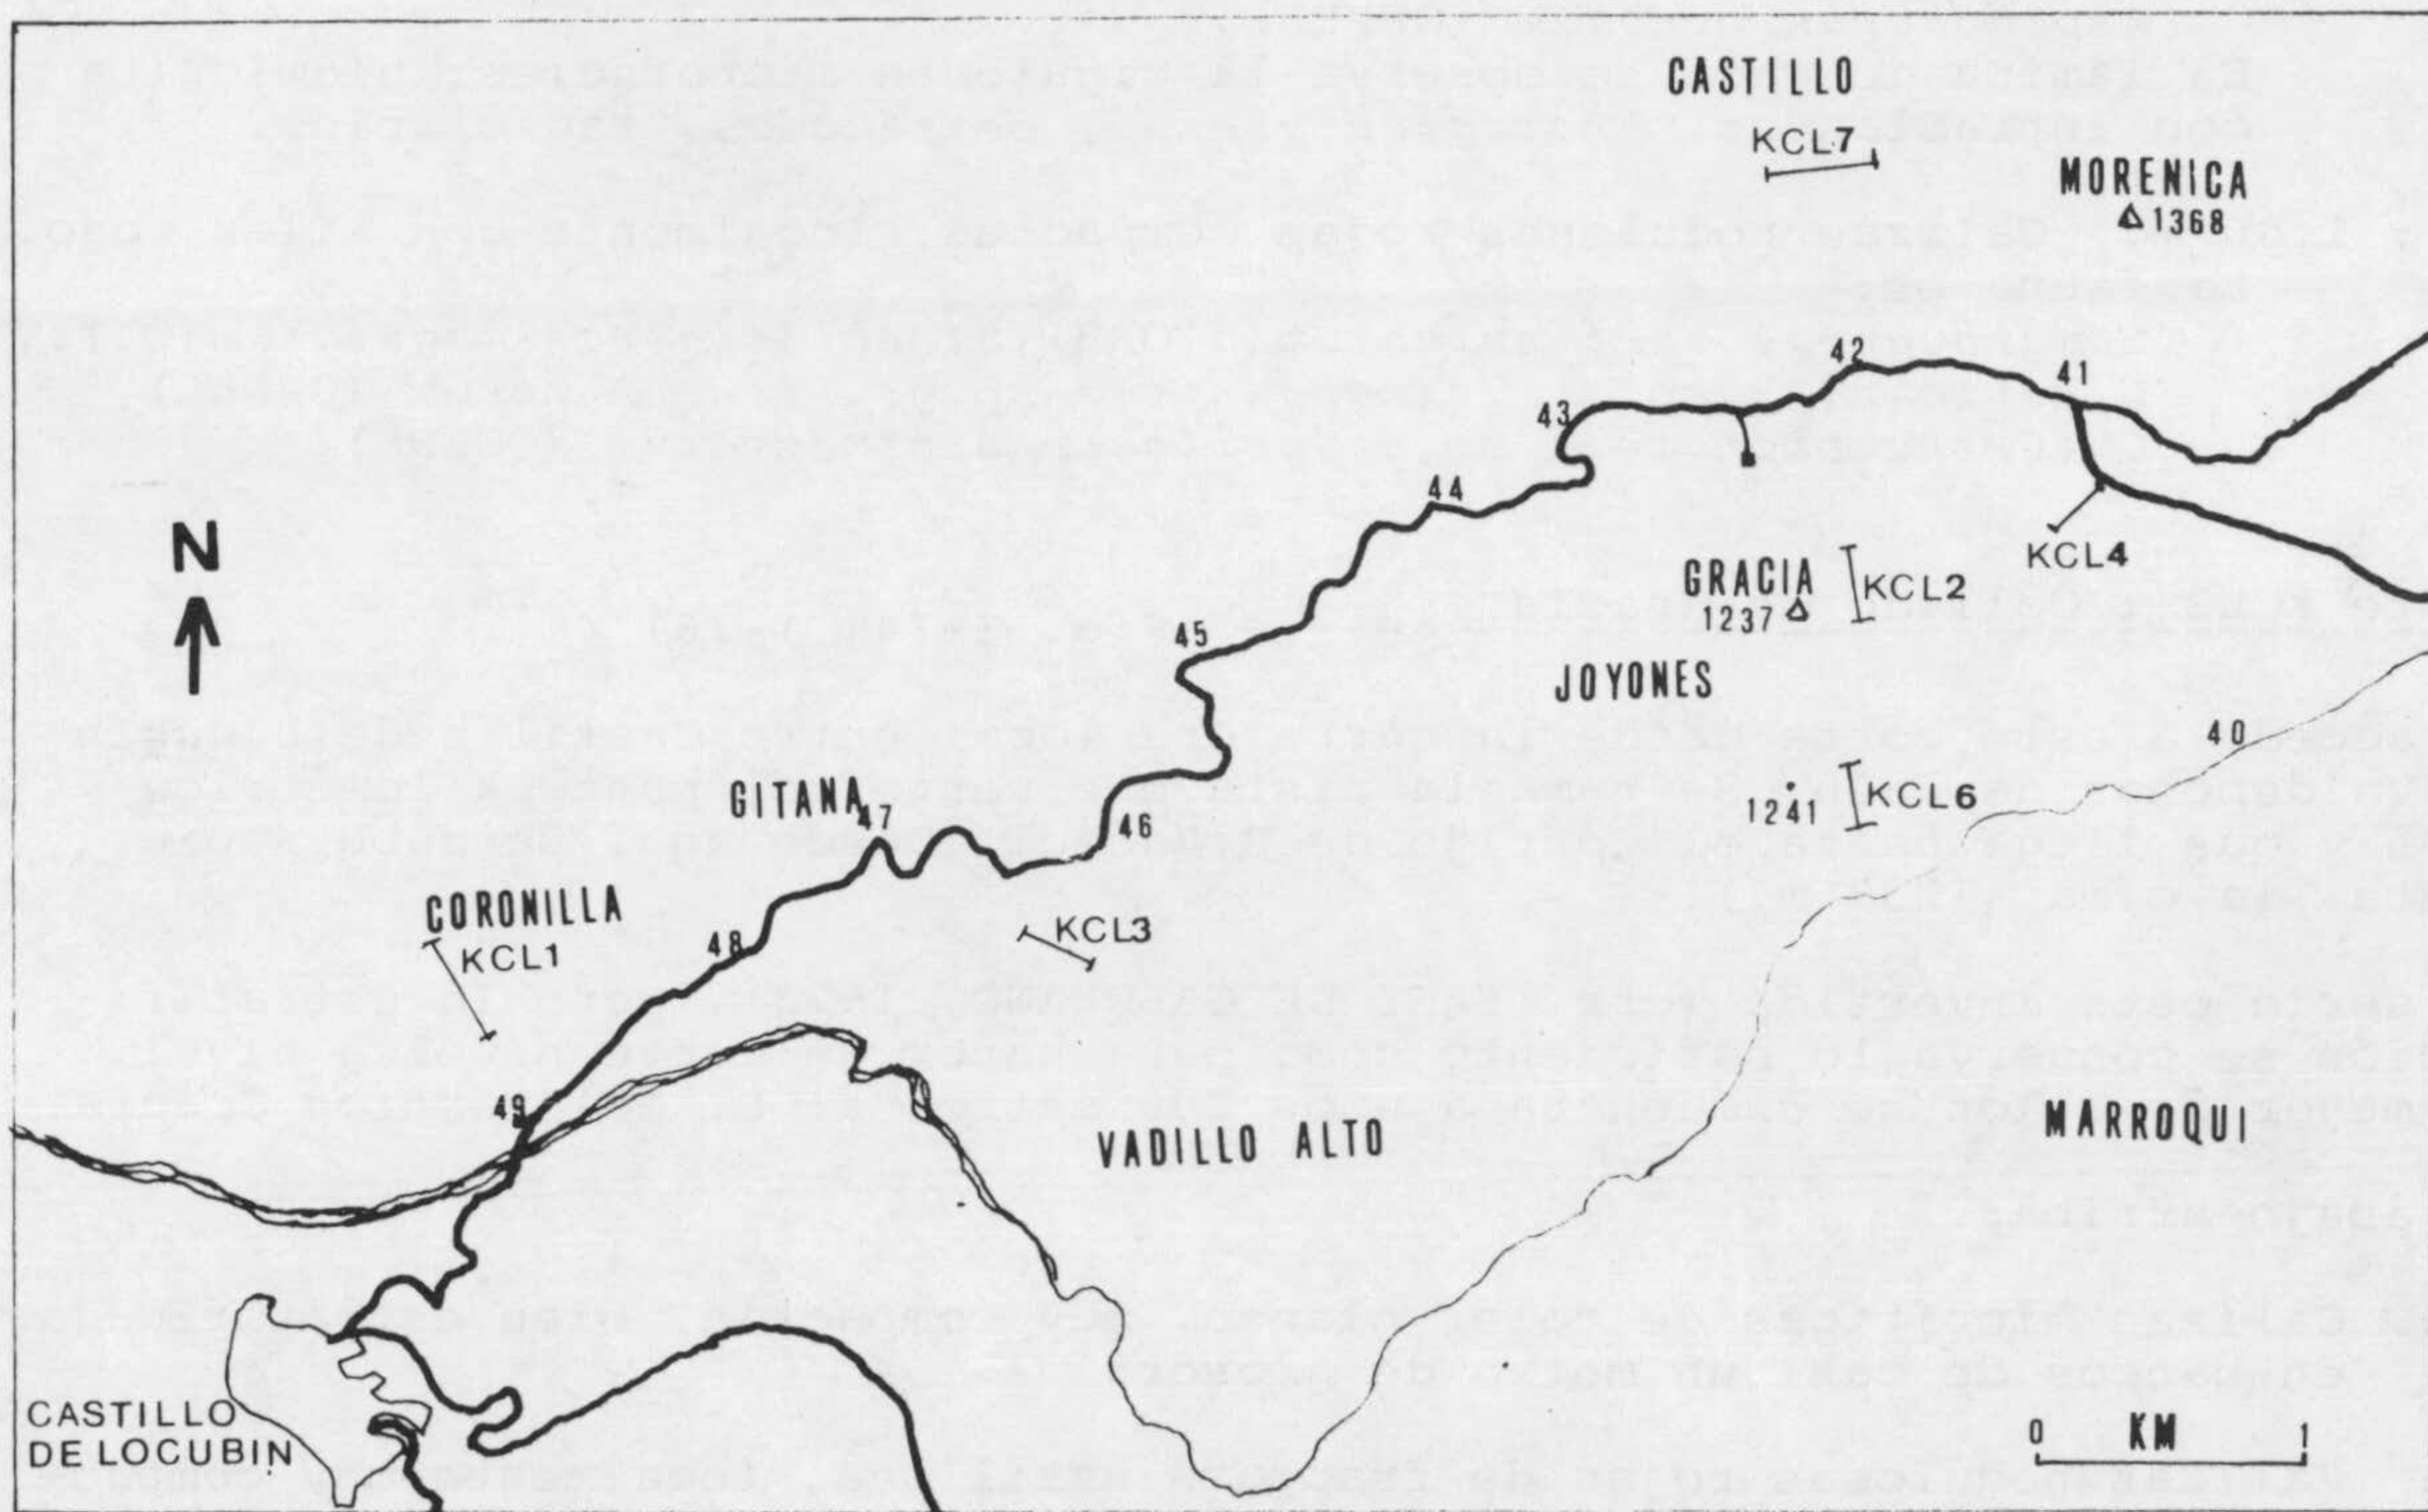 CASTILLO
KCL7
MORENICA
1368
42
41
43
44
N
KCL4
GRACIA
1237
KCL2
45
JOYONES
40
GITANA
47
46
1241
KCL6
CORONILLA
KCL1
48
KCL3
49
VADILLO ALTO
MARROQUI
CASTILLO
DE LOCUBIN
0 KM 1